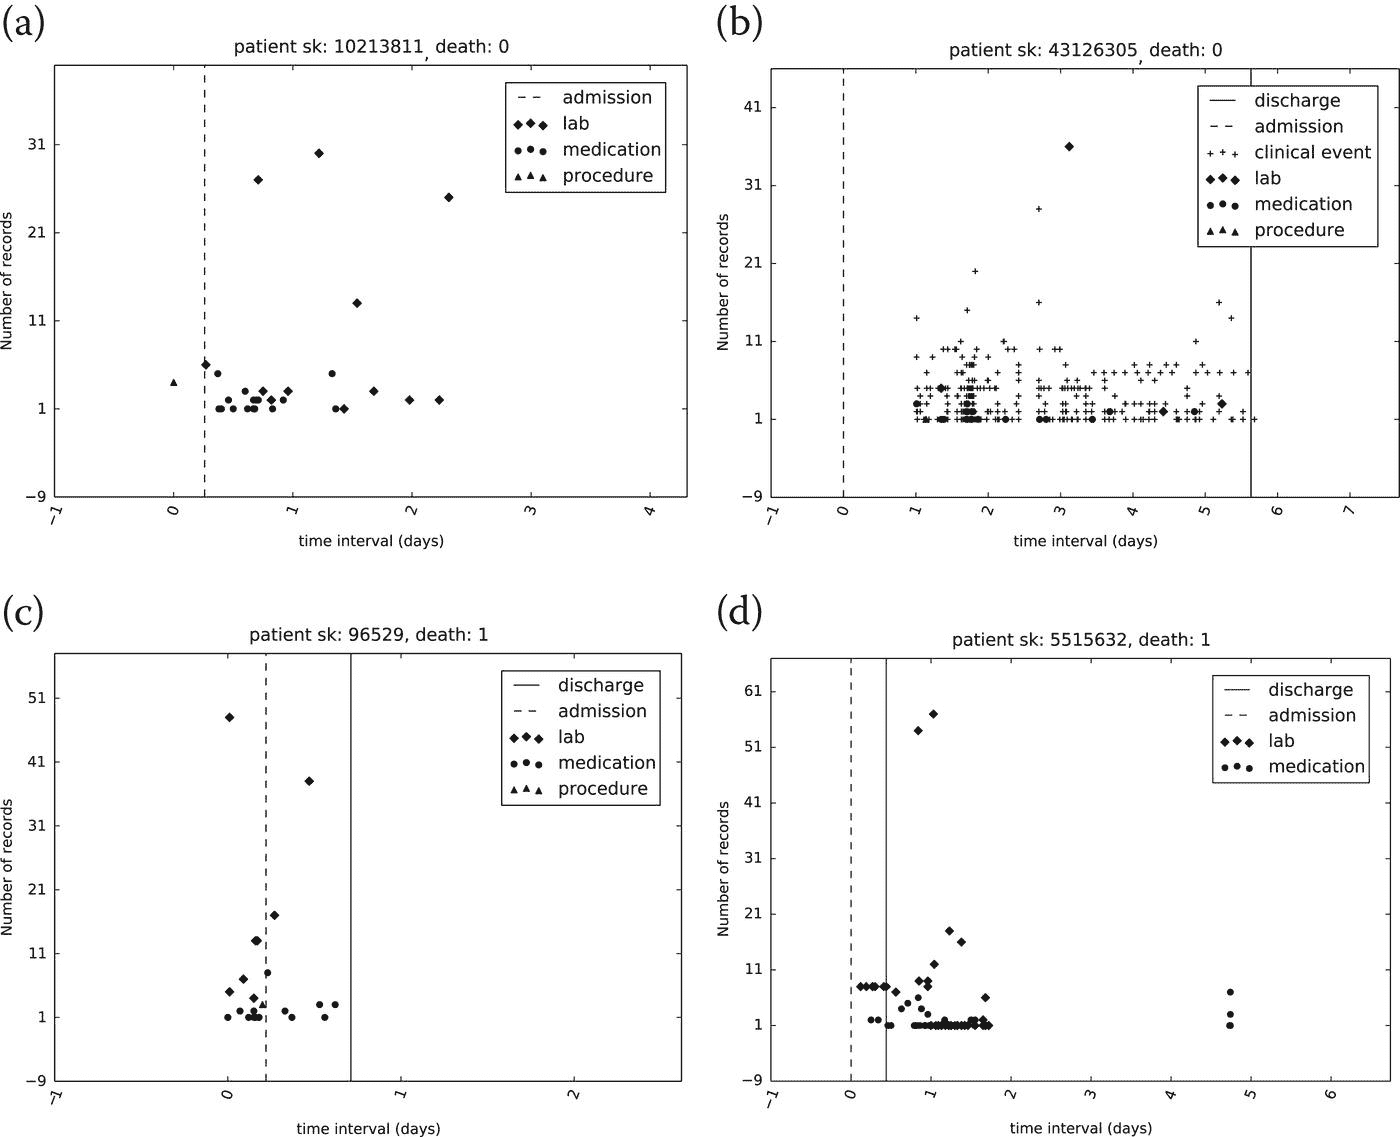 (a)
patient sk: 10213811, death: 0
admission
lab
medication
procedure
31
21
11
1
−9
Number of records
−1 0 1 2 3 4
time interval (days)
(b)
patient sk: 43126305, death: 0
discharge
admission
clinical event
lab
medication
procedure
41
31
21
11
1
−9
Number of records
−1 0 1 2 3 4 5 6 7
time interval (days)
(c)
patient sk: 96529, death: 1
discharge
admission
lab
medication
procedure
51
41
31
21
11
1
−9
Number of records
−1 0 1 2
time interval (days)
(d)
patient sk: 5515632, death: 1
discharge
admission
lab
medication
61
51
41
31
21
11
1
−9
Number of records
−1 0 1 2 3 4 5 6
time interval (days)